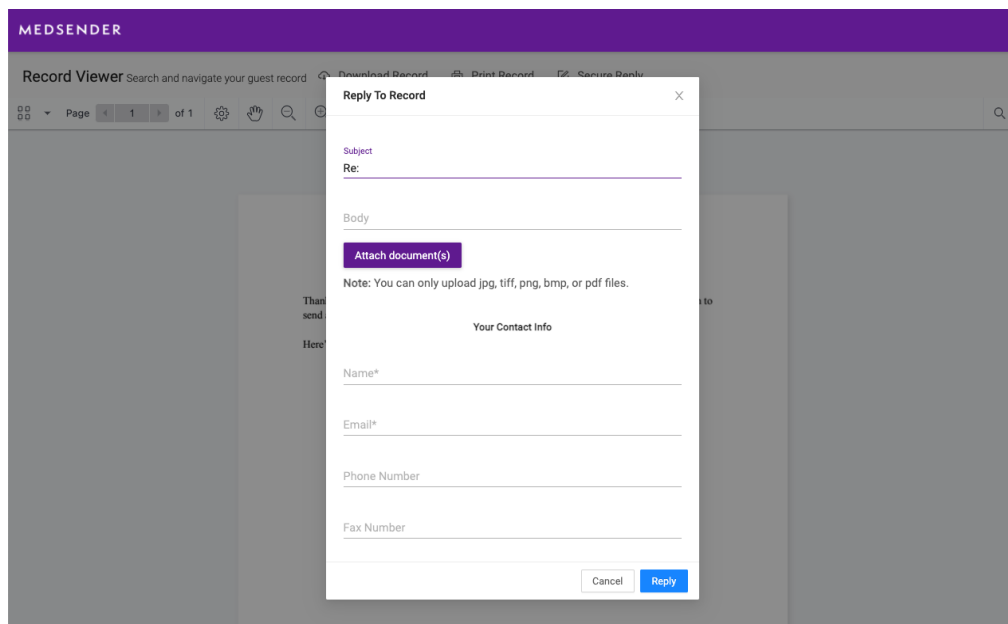 MEDSENDER
Record Viewer Search and navigate your guest record Download Record Print Record Secure Reply
Page 1 of 1
Reply To Record
Subject
Re:
Body
Attach document(s)
Note: You can only upload jpg, tiff, png, bmp, or pdf files.
to
send
Your Contact Info
Name*
Email*
Phone Number
Fax Number
Cancel Reply